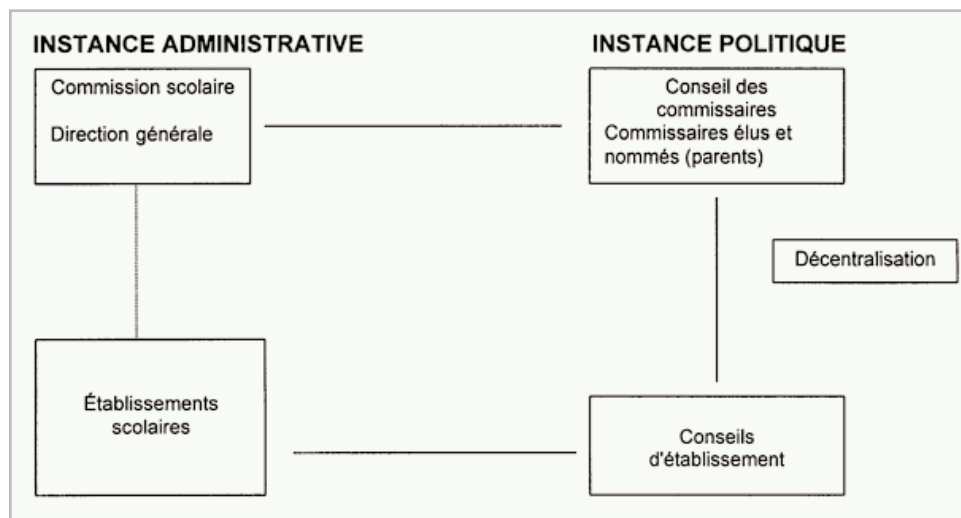 INSTANCE ADMINISTRATIVE
INSTANCE POLITIQUE
Commission scolaire
Direction générale
Conseil des
commissaires
Commissaires élus et
nommés (parents)
Décentralisation
Établissements
scolaires
Conseils
d'établissement